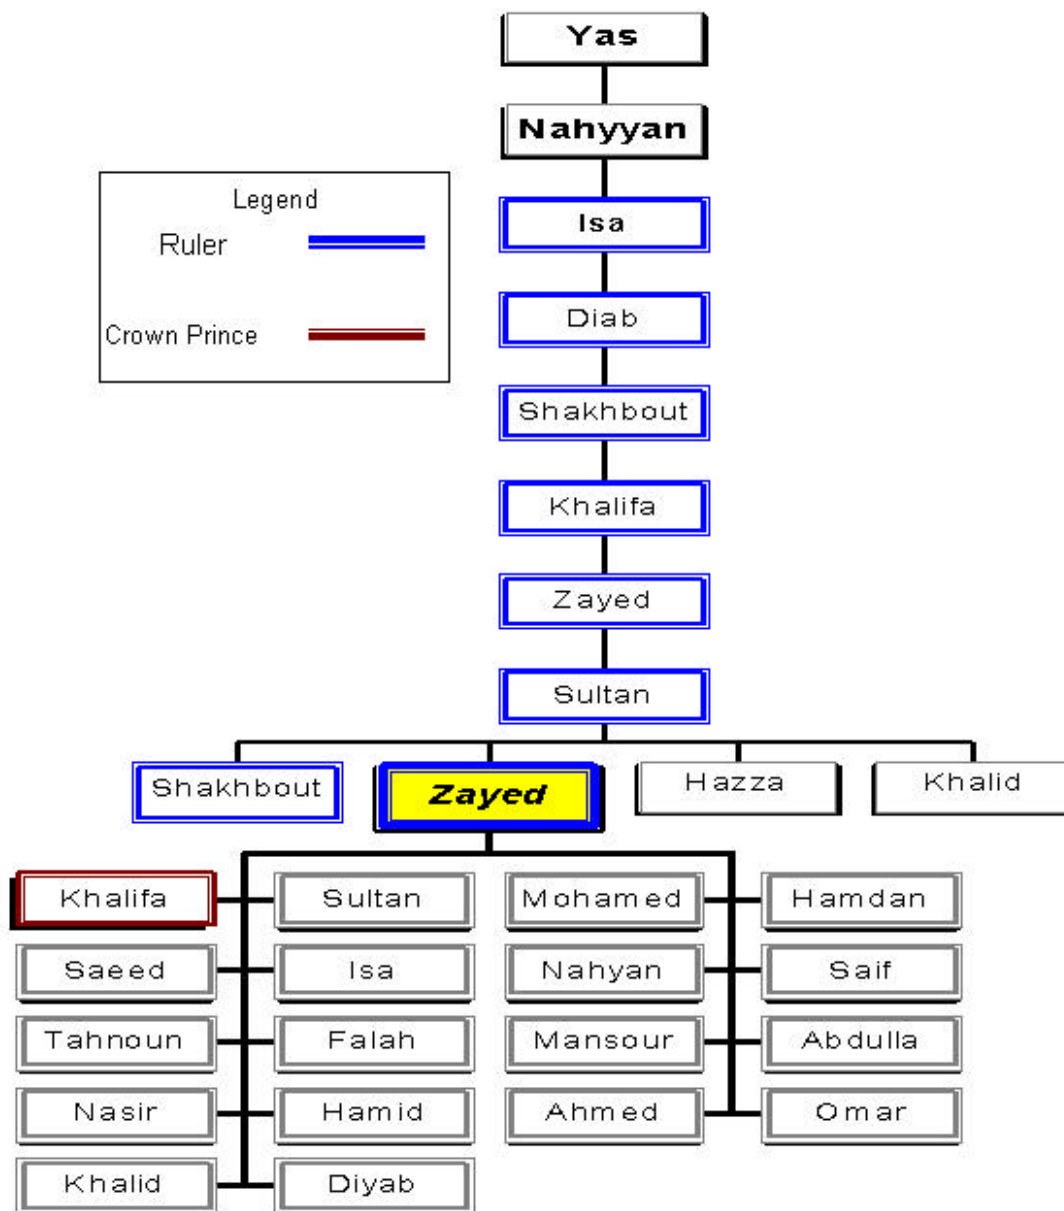 Yas
Nahyyan
Legend
Ruler
Crown Prince
Isa
Diab
Shakhbout
Khalifa
Zayed
Sultan
Shakhbout Zayed Hazza Khalid
Khalifa Sultan Mohamed Hamdan
Saeed Isa Nahyan Saif
Tahnoun Falah Mansour Abdulla
Nasir Hamid Ahmed Omar
Khalid Diyab